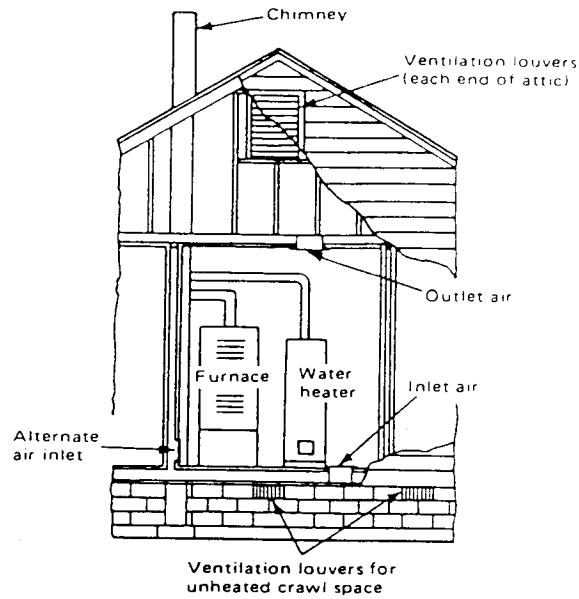 Chimney
Ventilation louvers
(each end of attic)
Outlet air
Furnace
Water
heater
Inlet air
Alternate
air inlet
Ventilation louvers for
unheated crawl space